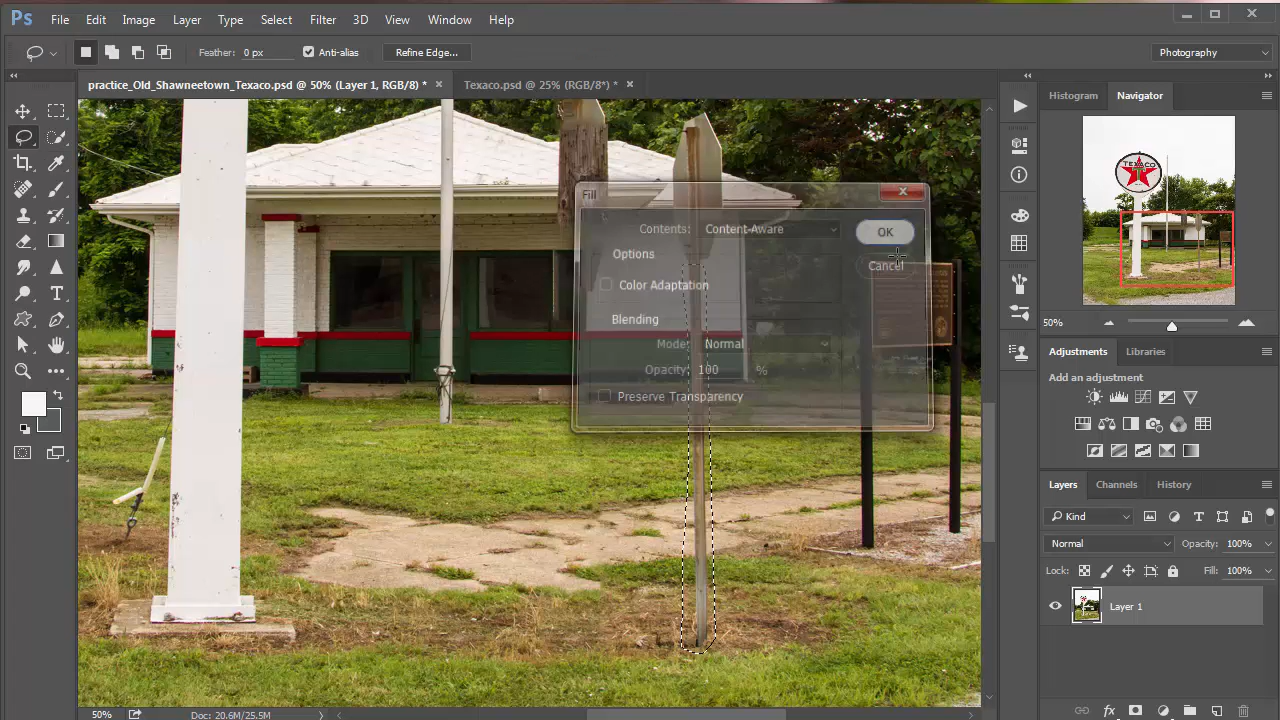 Ps File Edit Image Layer Type Select Filter 3D View Window Help
Feather: 0 px Anti-alias Refine Edge... Photography
practice_Old_Shawneetown_Texaco.psd @ 50% (Layer 1, RGB/8) * × Texaco.psd @ 25% (RGB/8*) * ×
Histogram Navigator
TEXACO
T
50%
Fill
Contents: Content-Aware
OK
Options
Cancel
Color Adaptation
Blending
Mode: Normal
Opacity: 100 %
Preserve Transparency
Adjustments Libraries
Add an adjustment
Layers Channels History
Kind
Normal Opacity: 100%
Lock: Fill: 100%
Layer 1
50% Doc: 20.6M/25.5M
fx